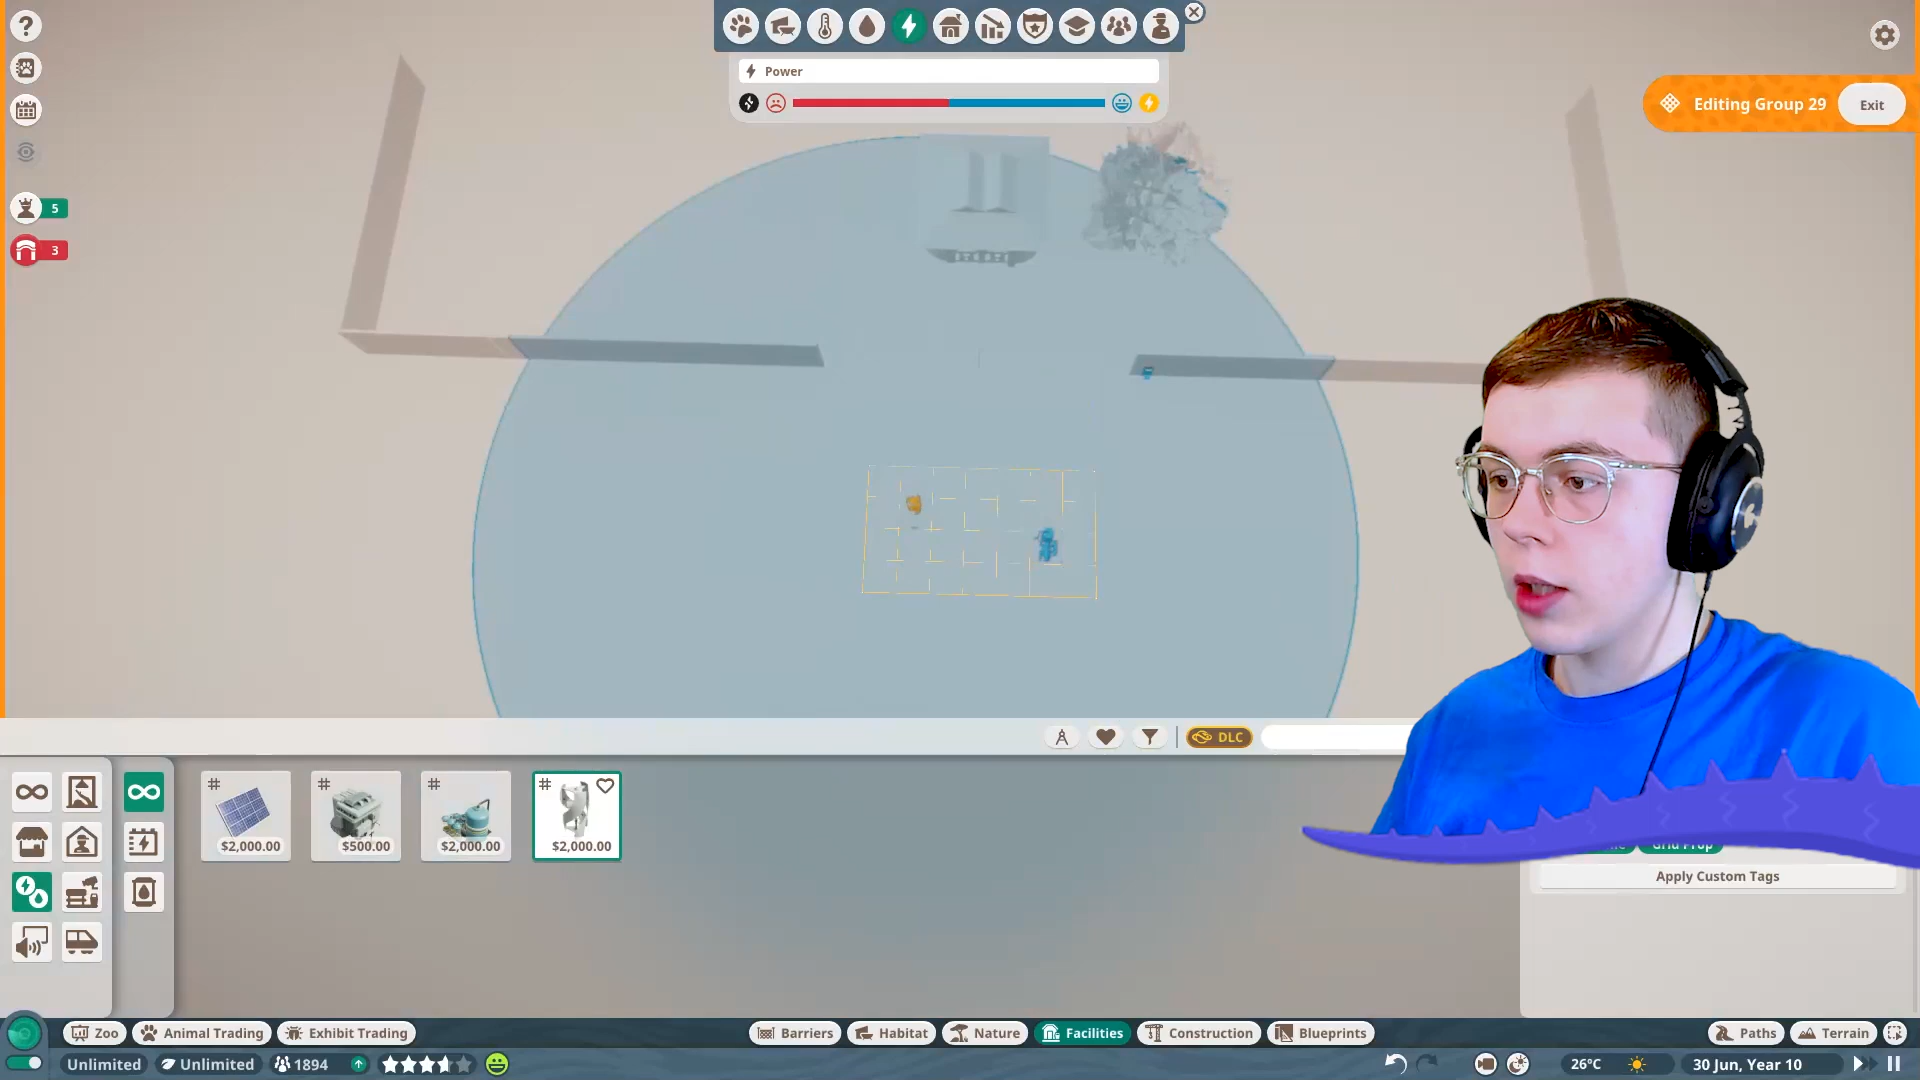 Power
Editing Group 29
Exit
5
3
DLC
$2,000.00
$500.00
$2,000.00
$2,000.00
Grid Prop
Apply Custom Tags
Zoo
Animal Trading
Exhibit Trading
Barriers
Habitat
Nature
Facilities
Construction
Blueprints
Paths
Terrain
Unlimited
Unlimited
1894
26°C
30 Jun, Year 10